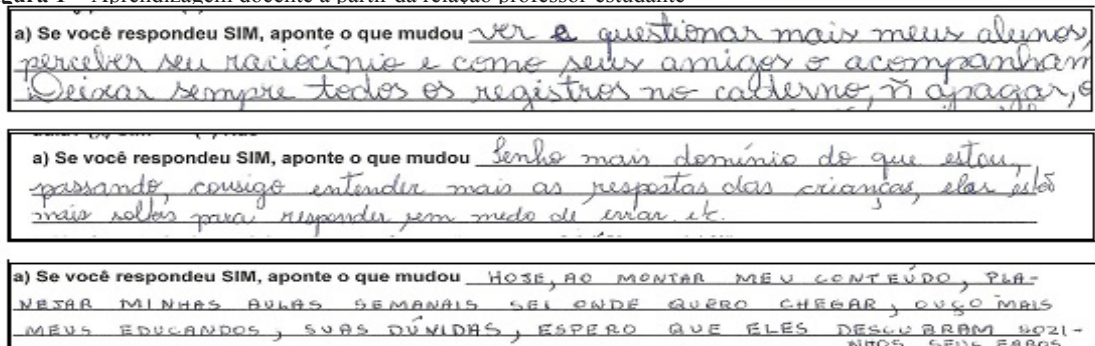 Aprendizagem docente a partir da relação professor-estudante
a) Se você respondeu SIM, aponte o que mudou ver e questionar mais meus alunos,
perceber seu raciocínio e como seus amigos o acompanham
Deixar sempre todos os registros no caderno, ñ apagar, o
a) Se você respondeu SIM, aponte o que mudou Tenho mais domínio do que estou,
passando, consigo entender mais as respostas das crianças, elas estão
mais soltas para responder sem medo de errar etc.
a) Se você respondeu SIM, aponte o que mudou HOJE, AO MONTAR MEU CONTEÚDO, PLA-
NEJAR MINHAS AULAS SEMANAIS SEI ONDE QUERO CHEGAR, OUÇO MAIS
MEUS EDUCANDOS, SUAS DÚVIDAS, ESPERO QUE ELES DESCUBRAM SOZI-
NHOS SEUS ERROS